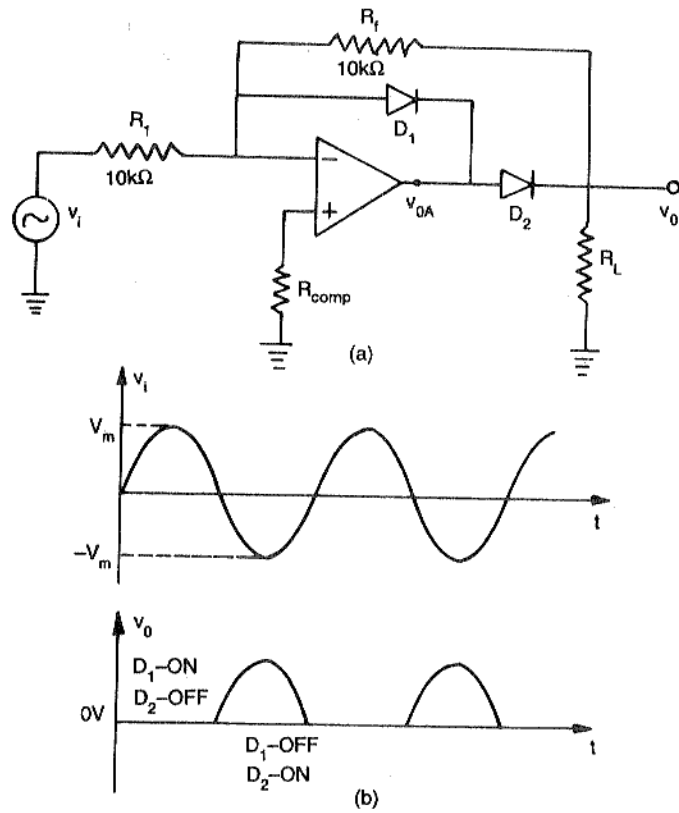 R_f
10kΩ
D_1
R_1
10kΩ
−
v_i
v_0A
D_2
v_0
+
R_L
R_comp
(a)
v_i
V_m
t
−V_m
v_0
D_1–ON
D_2–OFF
0V
t
D_1–OFF
D_2–ON
(b)